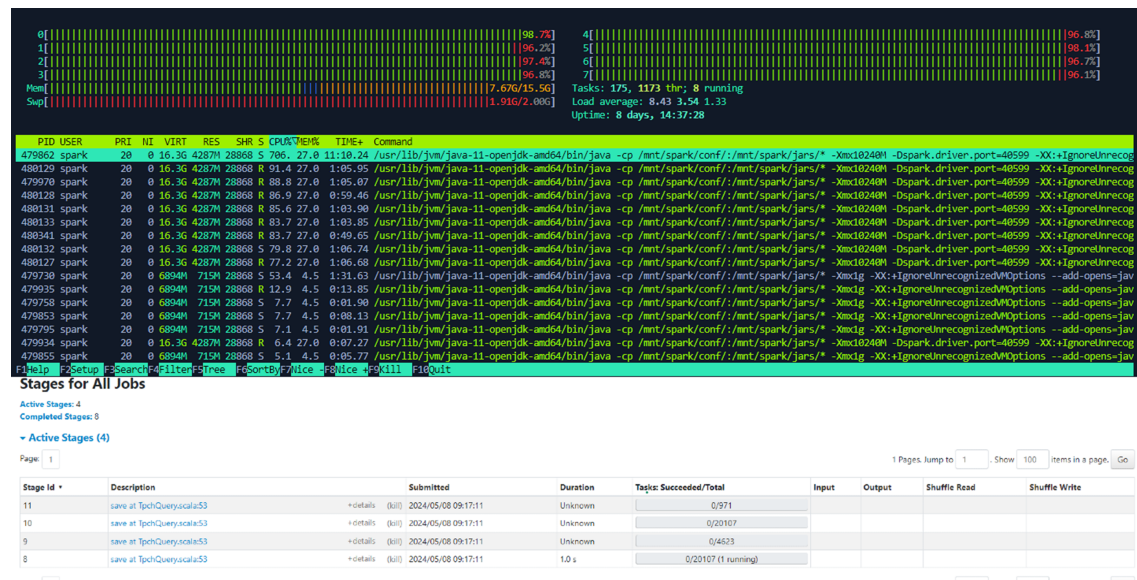 0[98.7%] 4[96.8%]
1[96.2%] 5[98.1%]
2[97.4%] 6[96.7%]
3[96.8%] 7[96.1%]
Mem[7.67G/15.5G] Tasks: 175, 1173 thr; 8 running
Swp[1.91G/2.00G] Load average: 8.43 3.54 1.33
Uptime: 8 days, 14:37:28
PID USER PRI NI VIRT RES SHR S CPU%▽MEM% TIME+ Command
479862 spark 20 0 16.3G 4287M 28868 S 706. 27.0 11:10.24 /usr/lib/jvm/java-11-openjdk-amd64/bin/java -cp /mnt/spark/conf/:/mnt/spark/jars/* -Xmx10240M -Dspark.driver.port=40599 -XX:+IgnoreUnrecog
480129 spark 20 0 16.3G 4287M 28868 R 91.4 27.0 1:05.95 /usr/lib/jvm/java-11-openjdk-amd64/bin/java -cp /mnt/spark/conf/:/mnt/spark/jars/* -Xmx10240M -Dspark.driver.port=40599 -XX:+IgnoreUnrecog
479970 spark 20 0 16.3G 4287M 28868 R 88.8 27.0 1:05.07 /usr/lib/jvm/java-11-openjdk-amd64/bin/java -cp /mnt/spark/conf/:/mnt/spark/jars/* -Xmx10240M -Dspark.driver.port=40599 -XX:+IgnoreUnrecog
480128 spark 20 0 16.3G 4287M 28868 R 86.9 27.0 0:59.46 /usr/lib/jvm/java-11-openjdk-amd64/bin/java -cp /mnt/spark/conf/:/mnt/spark/jars/* -Xmx10240M -Dspark.driver.port=40599 -XX:+IgnoreUnrecog
480131 spark 20 0 16.3G 4287M 28868 R 85.6 27.0 1:03.90 /usr/lib/jvm/java-11-openjdk-amd64/bin/java -cp /mnt/spark/conf/:/mnt/spark/jars/* -Xmx10240M -Dspark.driver.port=40599 -XX:+IgnoreUnrecog
480133 spark 20 0 16.3G 4287M 28868 R 83.7 27.0 1:03.85 /usr/lib/jvm/java-11-openjdk-amd64/bin/java -cp /mnt/spark/conf/:/mnt/spark/jars/* -Xmx10240M -Dspark.driver.port=40599 -XX:+IgnoreUnrecog
480341 spark 20 0 16.3G 4287M 28868 R 83.7 27.0 0:49.65 /usr/lib/jvm/java-11-openjdk-amd64/bin/java -cp /mnt/spark/conf/:/mnt/spark/jars/* -Xmx10240M -Dspark.driver.port=40599 -XX:+IgnoreUnrecog
480132 spark 20 0 16.3G 4287M 28868 S 79.8 27.0 1:06.74 /usr/lib/jvm/java-11-openjdk-amd64/bin/java -cp /mnt/spark/conf/:/mnt/spark/jars/* -Xmx10240M -Dspark.driver.port=40599 -XX:+IgnoreUnrecog
480127 spark 20 0 16.3G 4287M 28868 R 77.2 27.0 1:06.68 /usr/lib/jvm/java-11-openjdk-amd64/bin/java -cp /mnt/spark/conf/:/mnt/spark/jars/* -Xmx10240M -Dspark.driver.port=40599 -XX:+IgnoreUnrecog
479730 spark 20 0 6894M 715M 28868 S 53.4 4.5 1:31.63 /usr/lib/jvm/java-11-openjdk-amd64/bin/java -cp /mnt/spark/conf/:/mnt/spark/jars/* -Xmx1g -XX:+IgnoreUnrecognizedVMOptions --add-opens=jav
479935 spark 20 0 6894M 715M 28868 R 12.9 4.5 0:13.85 /usr/lib/jvm/java-11-openjdk-amd64/bin/java -cp /mnt/spark/conf/:/mnt/spark/jars/* -Xmx1g -XX:+IgnoreUnrecognizedVMOptions --add-opens=jav
479758 spark 20 0 6894M 715M 28868 S 7.7 4.5 0:01.90 /usr/lib/jvm/java-11-openjdk-amd64/bin/java -cp /mnt/spark/conf/:/mnt/spark/jars/* -Xmx1g -XX:+IgnoreUnrecognizedVMOptions --add-opens=jav
479853 spark 20 0 6894M 715M 28868 S 7.7 4.5 0:08.13 /usr/lib/jvm/java-11-openjdk-amd64/bin/java -cp /mnt/spark/conf/:/mnt/spark/jars/* -Xmx1g -XX:+IgnoreUnrecognizedVMOptions --add-opens=jav
479795 spark 20 0 6894M 715M 28868 S 7.1 4.5 0:01.91 /usr/lib/jvm/java-11-openjdk-amd64/bin/java -cp /mnt/spark/conf/:/mnt/spark/jars/* -Xmx1g -XX:+IgnoreUnrecognizedVMOptions --add-opens=jav
479934 spark 20 0 16.3G 4287M 28868 R 6.4 27.0 0:07.27 /usr/lib/jvm/java-11-openjdk-amd64/bin/java -cp /mnt/spark/conf/:/mnt/spark/jars/* -Xmx10240M -Dspark.driver.port=40599 -XX:+IgnoreUnrecog
479855 spark 20 0 6894M 715M 28868 S 5.1 4.5 0:05.77 /usr/lib/jvm/java-11-openjdk-amd64/bin/java -cp /mnt/spark/conf/:/mnt/spark/jars/* -Xmx1g -XX:+IgnoreUnrecognizedVMOptions --add-opens=jav
F1Help F2Setup F3SearchF4FilterF5Tree F6SortByF7Nice -F8Nice +F9Kill F10Quit
Stages for All Jobs
Active Stages: 4
Completed Stages: 8
Active Stages (4)
Page: 1 1 Pages. Jump to 1 . Show 100 items in a page. Go
Stage Id Description Submitted Duration Tasks: Succeeded/Total Input Output Shuffle Read Shuffle Write
11 save at TpchQuery.scala:53 +details (kill) 2024/05/08 09:17:11 Unknown 0/971
10 save at TpchQuery.scala:53 +details (kill) 2024/05/08 09:17:11 Unknown 0/20107
9 save at TpchQuery.scala:53 +details (kill) 2024/05/08 09:17:11 Unknown 0/4623
8 save at TpchQuery.scala:53 +details (kill) 2024/05/08 09:17:11 1.0 s 0/20107 (1 running)